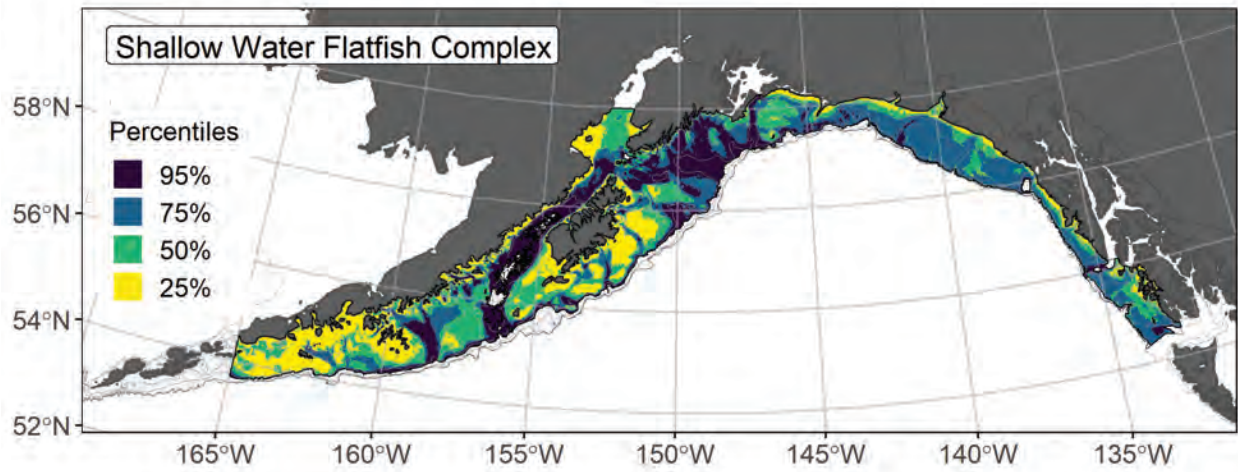 Shallow Water Flatfish Complex
58°N
56°N
54°N
52°N
Percentiles
95%
75%
50%
25%
165°W
160°W
155°W
150°W
145°W
140°W
135°W